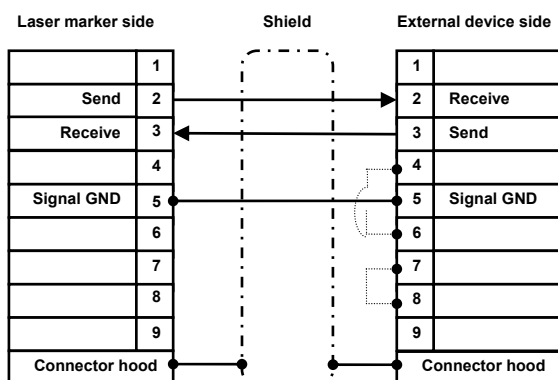 Laser marker side Shield External device side
1 1
Send 2 2 Receive
Receive 3 3 Send
4 4
Signal GND 5 5 Signal GND
6 6
7 7
8 8
9 9
Connector hood Connector hood